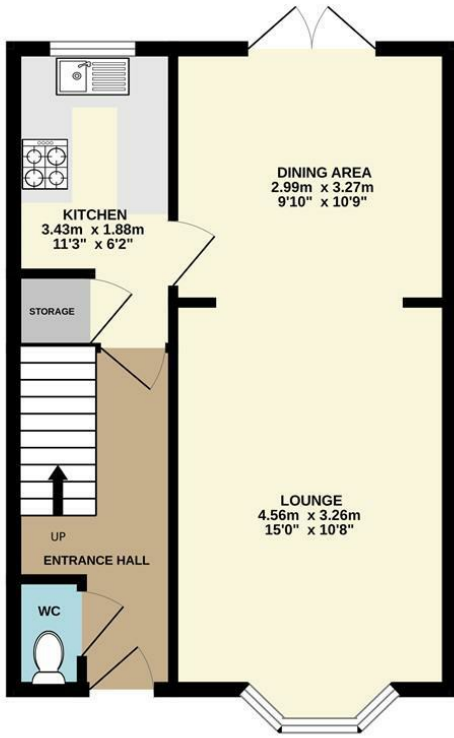 DINING AREA
2.99m x 3.27m
9'10" x 10'9"
KITCHEN
3.43m x 1.88m
11'3" x 6'2"
STORAGE
LOUNGE
4.56m x 3.26m
15'0" x 10'8"
UP
ENTRANCE HALL
WC